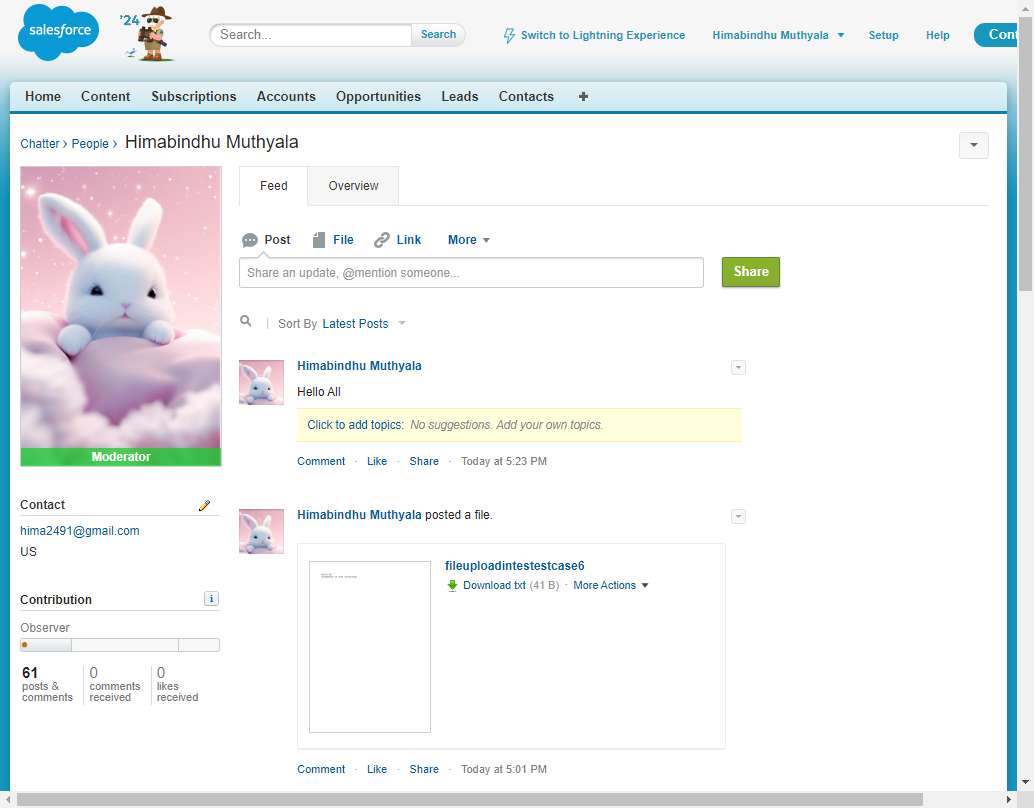 salesforce
'24
Search...
Search
Switch to Lightning Experience
Himabindhu Muthyala
Setup
Help
Cont
Home Content Subscriptions Accounts Opportunities Leads Contacts +
Chatter › People › Himabindhu Muthyala
Moderator
Contact
hima2491@gmail.com
US
Contribution
i
Observer
61 posts & comments
0 comments received
0 likes received
Feed
Overview
Post File Link More
Share an update, @mention someone...
Share
Sort By Latest Posts
Himabindhu Muthyala
Hello All
Click to add topics: No suggestions. Add your own topics.
Comment · Like · Share · Today at 5:23 PM
Himabindhu Muthyala posted a file.
fileuploadintestestcase6
Download txt (41 B) · More Actions
Comment · Like · Share · Today at 5:01 PM